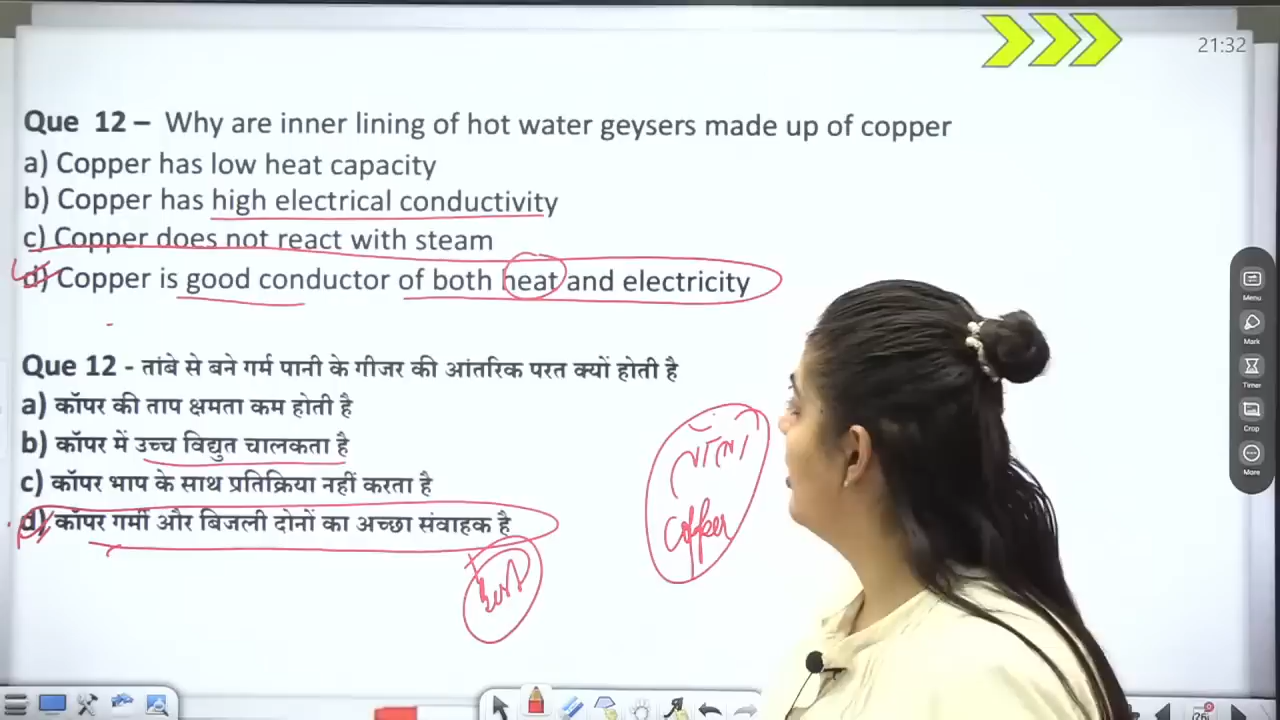 21:32
Que 12 – Why are inner lining of hot water geysers made up of copper
a) Copper has low heat capacity
b) Copper has high electrical conductivity
c) Copper does not react with steam
d) Copper is good conductor of both heat and electricity
Que 12 - तांबे से बने गर्म पानी के गीजर की आंतरिक परत क्यों होती है
a) कॉपर की ताप क्षमता कम होती है
b) कॉपर में उच्च विद्युत चालकता है
c) कॉपर भाप के साथ प्रतिक्रिया नहीं करता है
d) कॉपर गर्मी और बिजली दोनों का अच्छा संवाहक है
copper
Menu
Mark
Timer
Crop
More